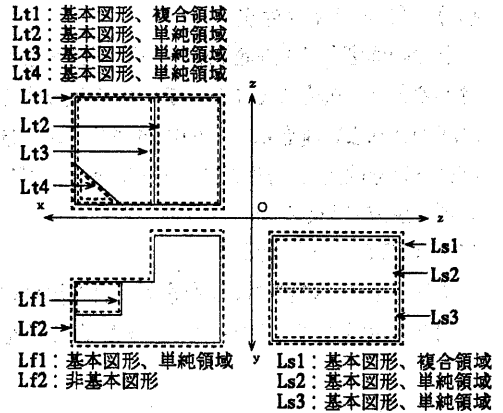 Lt1：基本図形、複合領域
Lt2：基本図形、単純領域
Lt3：基本図形、単純領域
Lt4：基本図形、単純領域
z
Lt1
Lt2
Lt3
Lt4
x
O
z
Ls1
Ls2
Lf1
Ls3
Lf2
y
Lf1：基本図形、単純領域
Lf2：非基本図形
Ls1：基本図形、複合領域
Ls2：基本図形、単純領域
Ls3：基本図形、単純領域